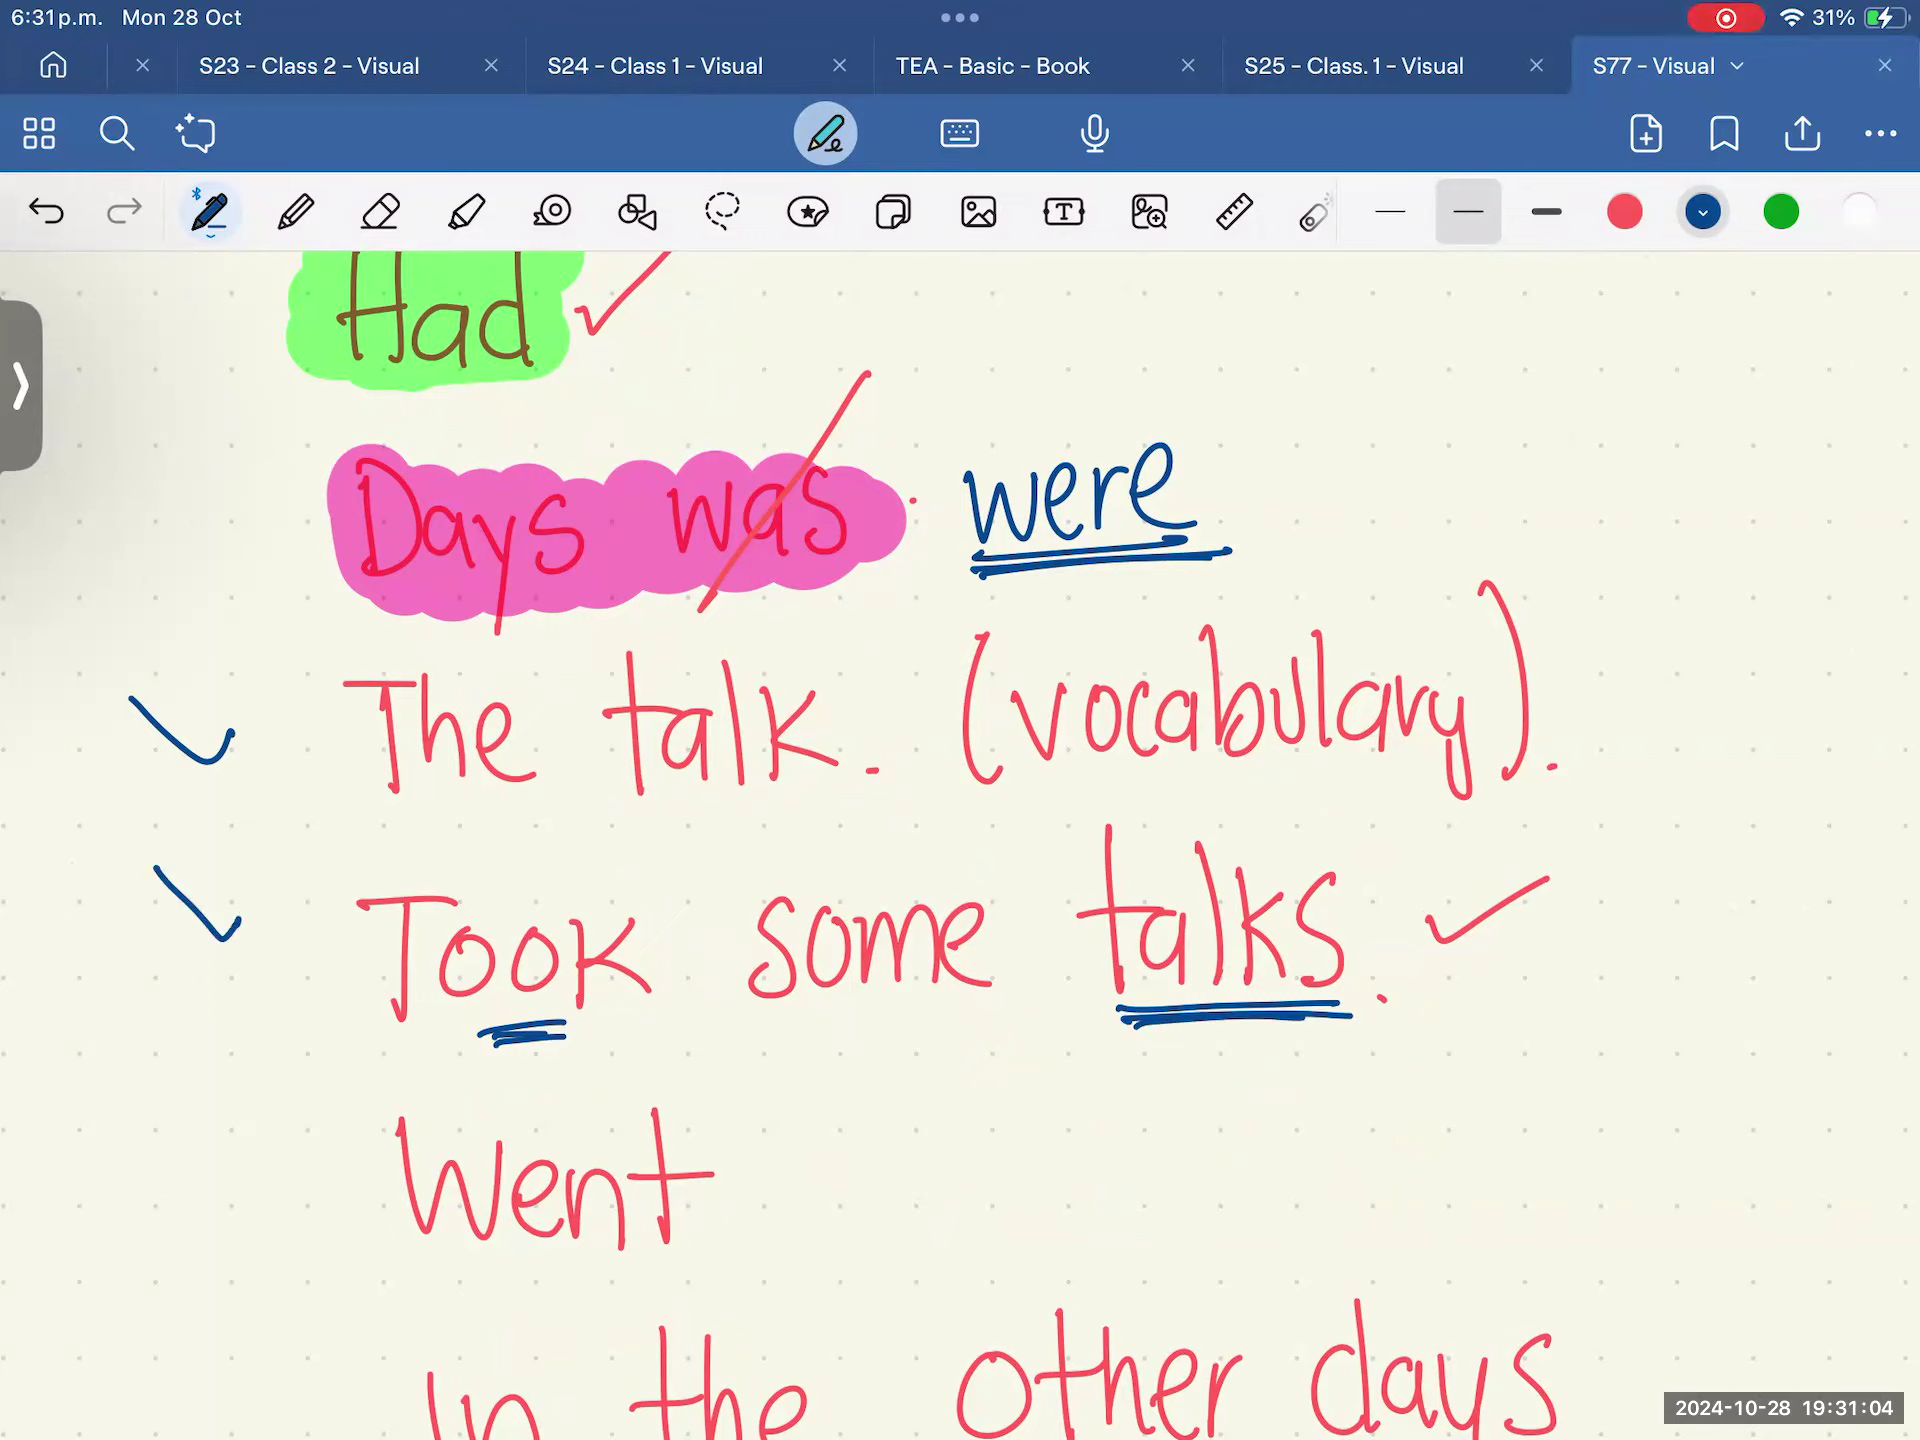 6:31p.m. Mon 28 Oct
31%
S23 - Class 2 - Visual
S24 - Class 1 - Visual
TEA - Basic - Book
S25 - Class. 1 - Visual
S77 - Visual
T
Had
Days was. were
The talk. (vocabulary).
Took some talks.
Went
In the other days
2024-10-28 19:31:04